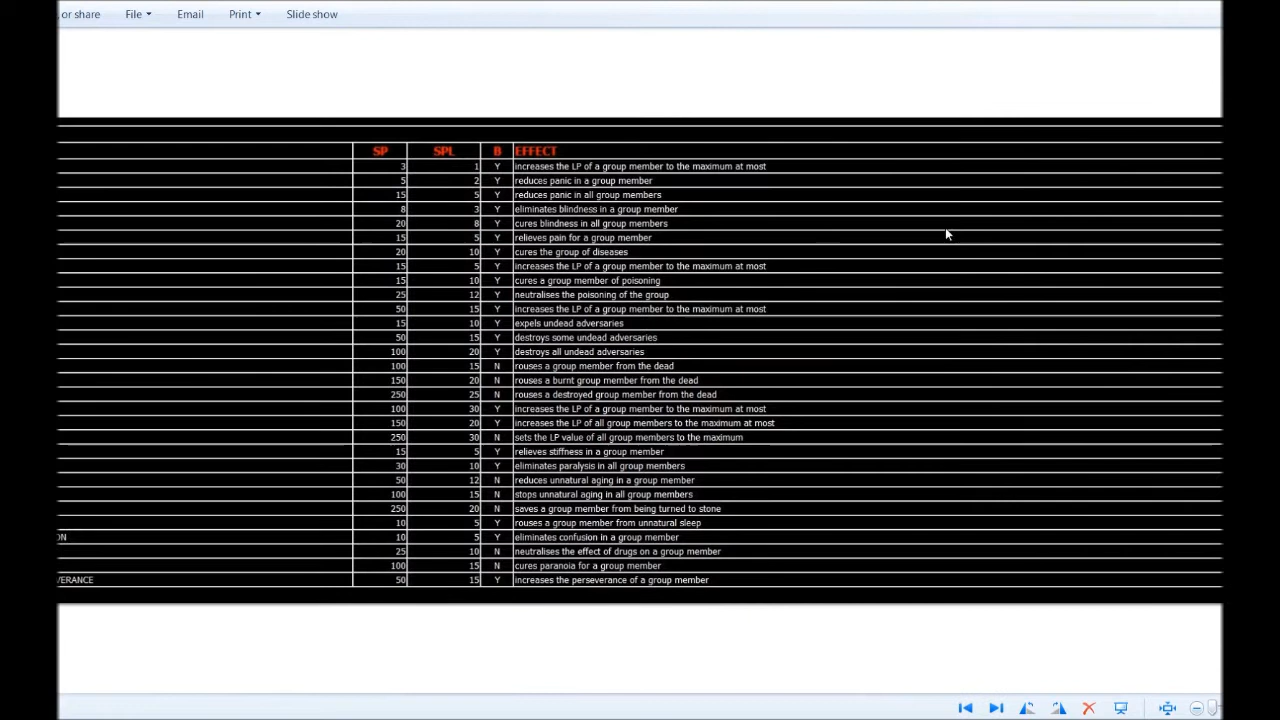 or share File Email Print Slide show
SP SPL B EFFECT
3 1 Y increases the LP of a group member to the maximum at most
5 2 Y reduces panic in a group member
15 5 Y reduces panic in all group members
8 3 Y eliminates blindness in a group member
20 8 Y cures blindness in all group members
15 5 Y relieves pain for a group member
20 10 Y cures the group of diseases
15 5 Y increases the LP of a group member to the maximum at most
15 10 Y cures a group member of poisoning
25 12 Y neutralises the poisoning of the group
50 15 Y increases the LP of a group member to the maximum at most
15 10 Y expels undead adversaries
50 15 Y destroys some undead adversaries
100 20 Y destroys all undead adversaries
100 15 N rouses a group member from the dead
150 20 N rouses a burnt group member from the dead
250 25 N rouses a destroyed group member from the dead
100 30 Y increases the LP of a group member to the maximum at most
150 20 Y increases the LP of all group members to the maximum at most
250 30 N sets the LP value of all group members to the maximum
15 5 Y relieves stiffness in a group member
30 10 Y eliminates paralysis in all group members
50 12 N reduces unnatural aging in a group member
100 15 N stops unnatural aging in all group members
250 20 N saves a group member from being turned to stone
10 5 Y rouses a group member from unnatural sleep
ON 10 5 Y eliminates confusion in a group member
25 10 N neutralises the effect of drugs on a group member
100 15 N cures paranoia for a group member
VERANCE 50 15 Y increases the perseverance of a group member